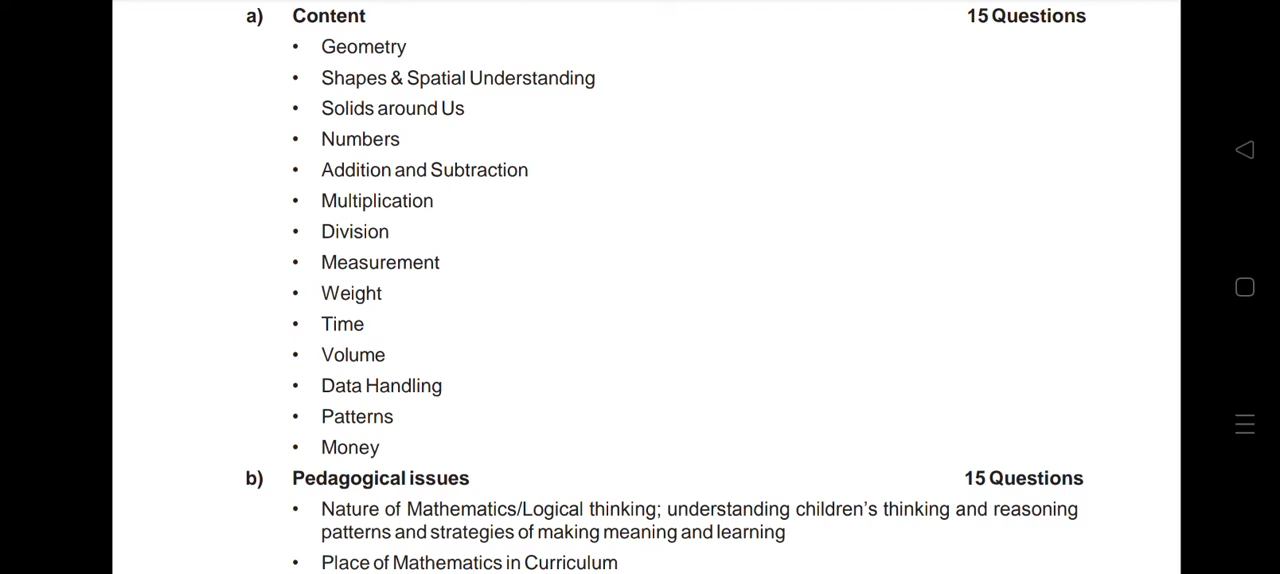 a) Content 15 Questions
• Geometry
• Shapes & Spatial Understanding
• Solids around Us
• Numbers
• Addition and Subtraction
• Multiplication
• Division
• Measurement
• Weight
• Time
• Volume
• Data Handling
• Patterns
• Money
b) Pedagogical issues 15 Questions
• Nature of Mathematics/Logical thinking; understanding children's thinking and reasoning
patterns and strategies of making meaning and learning
• Place of Mathematics in Curriculum